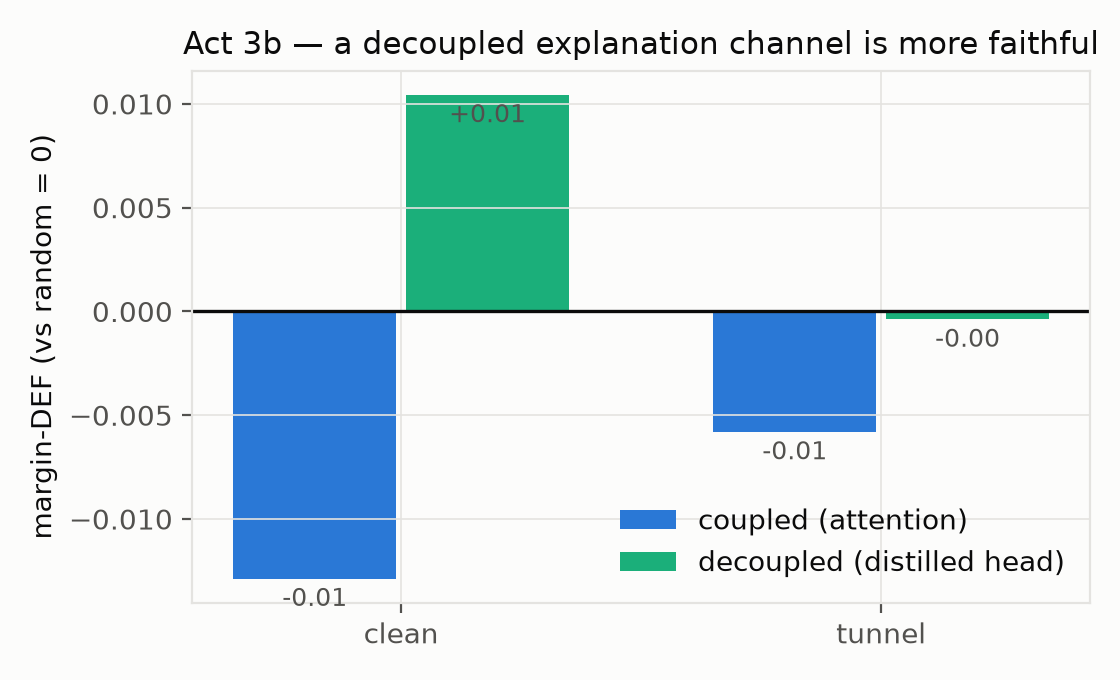 Act 3b — a decoupled explanation channel is more faithful
margin-DEF (vs random = 0)
0.010
0.005
0.000
−0.005
−0.010
+0.01
-0.00
-0.01
-0.01
coupled (attention)
decoupled (distilled head)
clean
tunnel